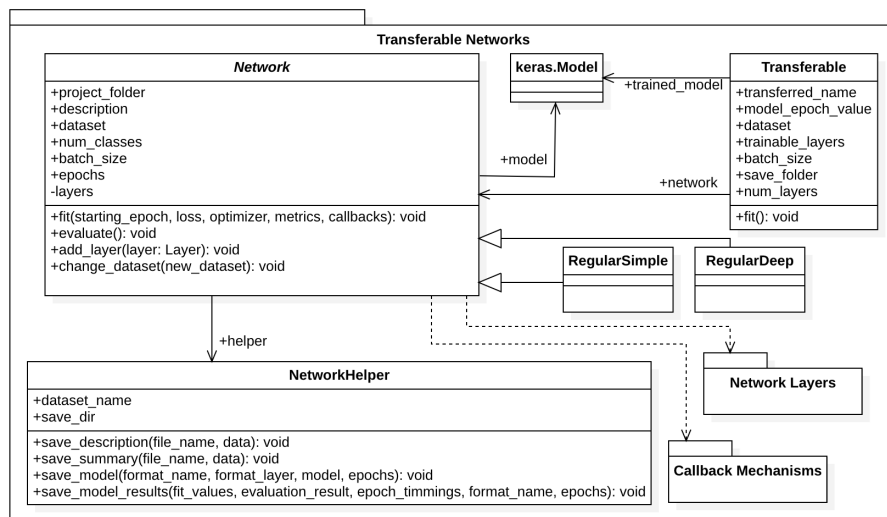 Transferable Networks
Network
+project_folder
+description
+dataset
+num_classes
+batch_size
+epochs
-layers
+fit(starting_epoch, loss, optimizer, metrics, callbacks): void
+evaluate(): void
+add_layer(layer: Layer): void
+change_dataset(new_dataset): void
keras.Model
+trained_model
+model
+network
Transferable
+transferred_name
+model_epoch_value
+dataset
+trainable_layers
+batch_size
+save_folder
+num_layers
+fit(): void
RegularSimple
RegularDeep
+helper
NetworkHelper
+dataset_name
+save_dir
+save_description(file_name, data): void
+save_summary(file_name, data): void
+save_model(format_name, format_layer, model, epochs): void
+save_model_results(fit_values, evaluation_result, epoch_timmings, format_name, epochs): void
Network Layers
Callback Mechanisms